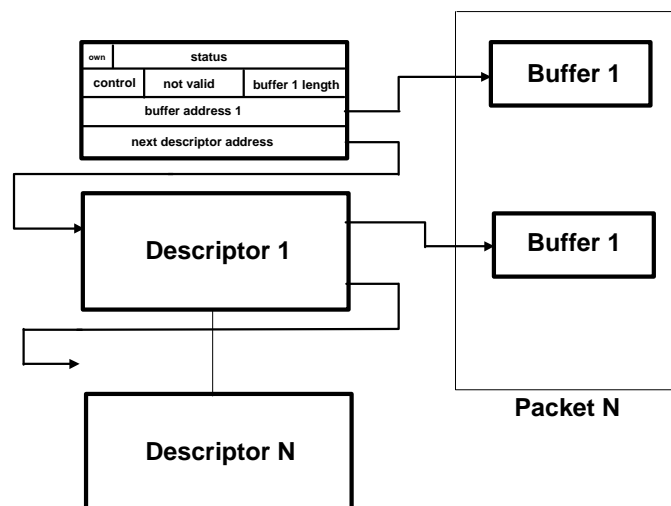 own status
control not valid buffer 1 length
buffer address 1
next descriptor address
Buffer 1
Descriptor 1
Buffer 1
Packet N
Descriptor N